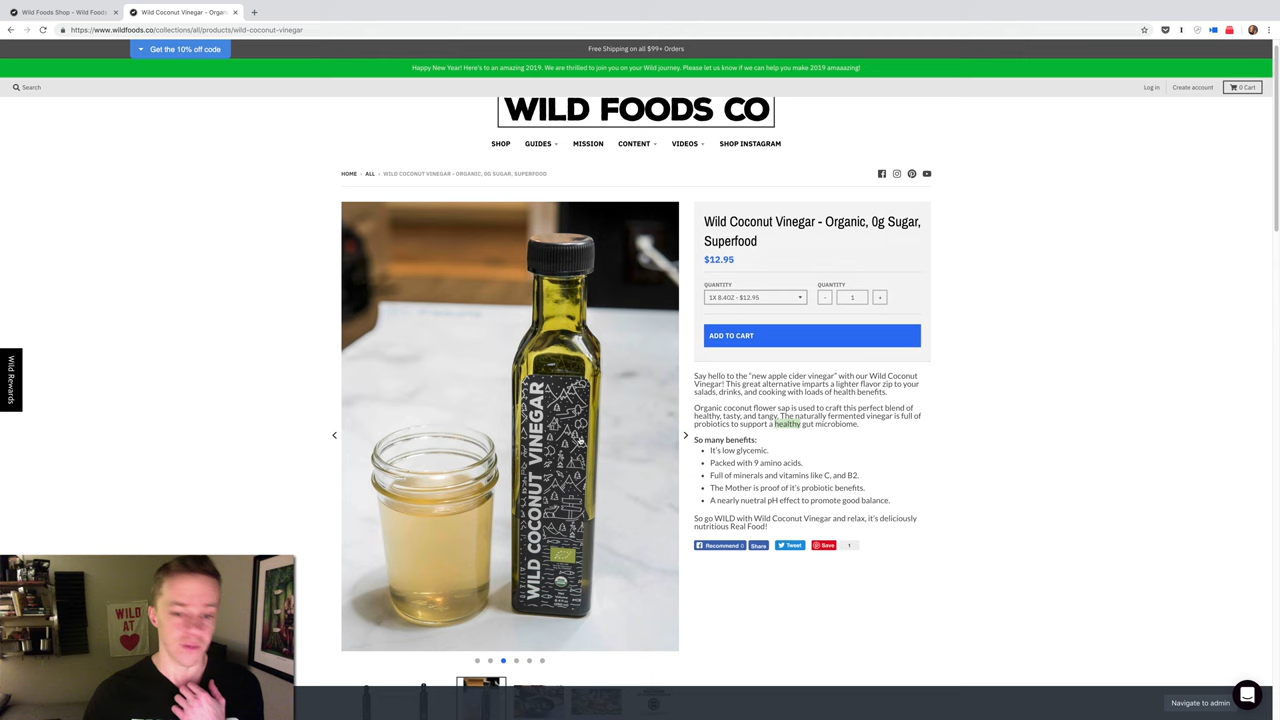 Wild Foods Shop - Wild Foods
Wild Coconut Vinegar - Organ
https://www.wildfoods.co/collections/all/products/wild-coconut-vinegar
Get the 10% off code
Free Shipping on all $99+ Orders
Happy New Year! Here's to an amazing 2019. We are thrilled to join you on your Wild journey. Please let us know if we can help you make 2019 amaaazing!
Search
Log in
Create account
0 Cart
WILD FOODS CO
SHOP
GUIDES
MISSION
CONTENT
VIDEOS
SHOP INSTAGRAM
HOME › ALL › WILD COCONUT VINEGAR - ORGANIC, 0G SUGAR, SUPERFOOD
WILD COCONUT VINEGAR
Wild Coconut Vinegar - Organic, 0g Sugar,
Superfood
$12.95
QUANTITY
QUANTITY
1X 8.4OZ - $12.95
- 1 +
ADD TO CART
Say hello to the "new apple cider vinegar" with our Wild Coconut
Vinegar! This great alternative imparts a lighter flavor zip to your
salads, drinks, and cooking with loads of health benefits.
Organic coconut flower sap is used to craft this perfect blend of
healthy, tasty, and tangy. The naturally fermented vinegar is full of
probiotics to support a healthy gut microbiome.
So many benefits:
• It's low glycemic.
• Packed with 9 amino acids.
• Full of minerals and vitamins like C, and B2.
• The Mother is proof of it's probiotic benefits.
• A nearly nuetral pH effect to promote good balance.
So go WILD with Wild Coconut Vinegar and relax, it's deliciously
nutritious Real Food!
Recommend 0
Share
Tweet
Save
1
Wild Rewards
WILD
AT
Navigate to admin